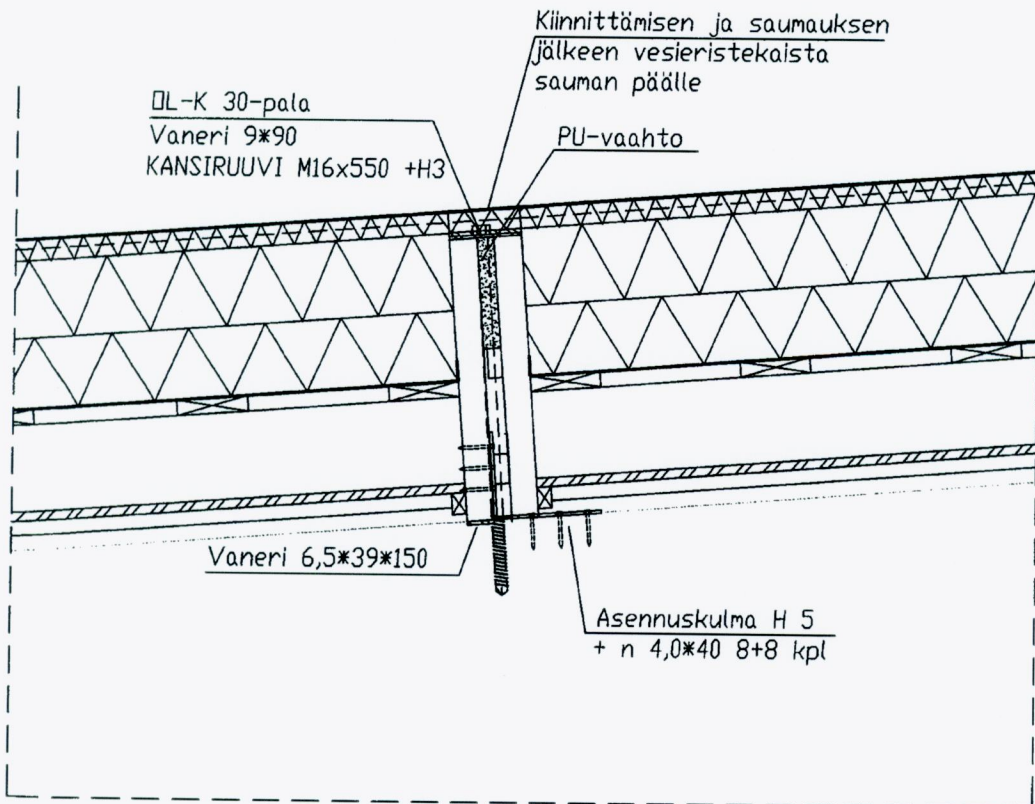 Kiinnittämisen ja saumauksen
jälkeen vesieristekaista
sauman päälle
OL-K 30-pala
Vaneri 9*90
KANSIRUUVI M16x550 +H3
PU-vaahto
Vaneri 6,5*39*150
Asennuskulma H 5
+ n 4,0*40 8+8 kpl